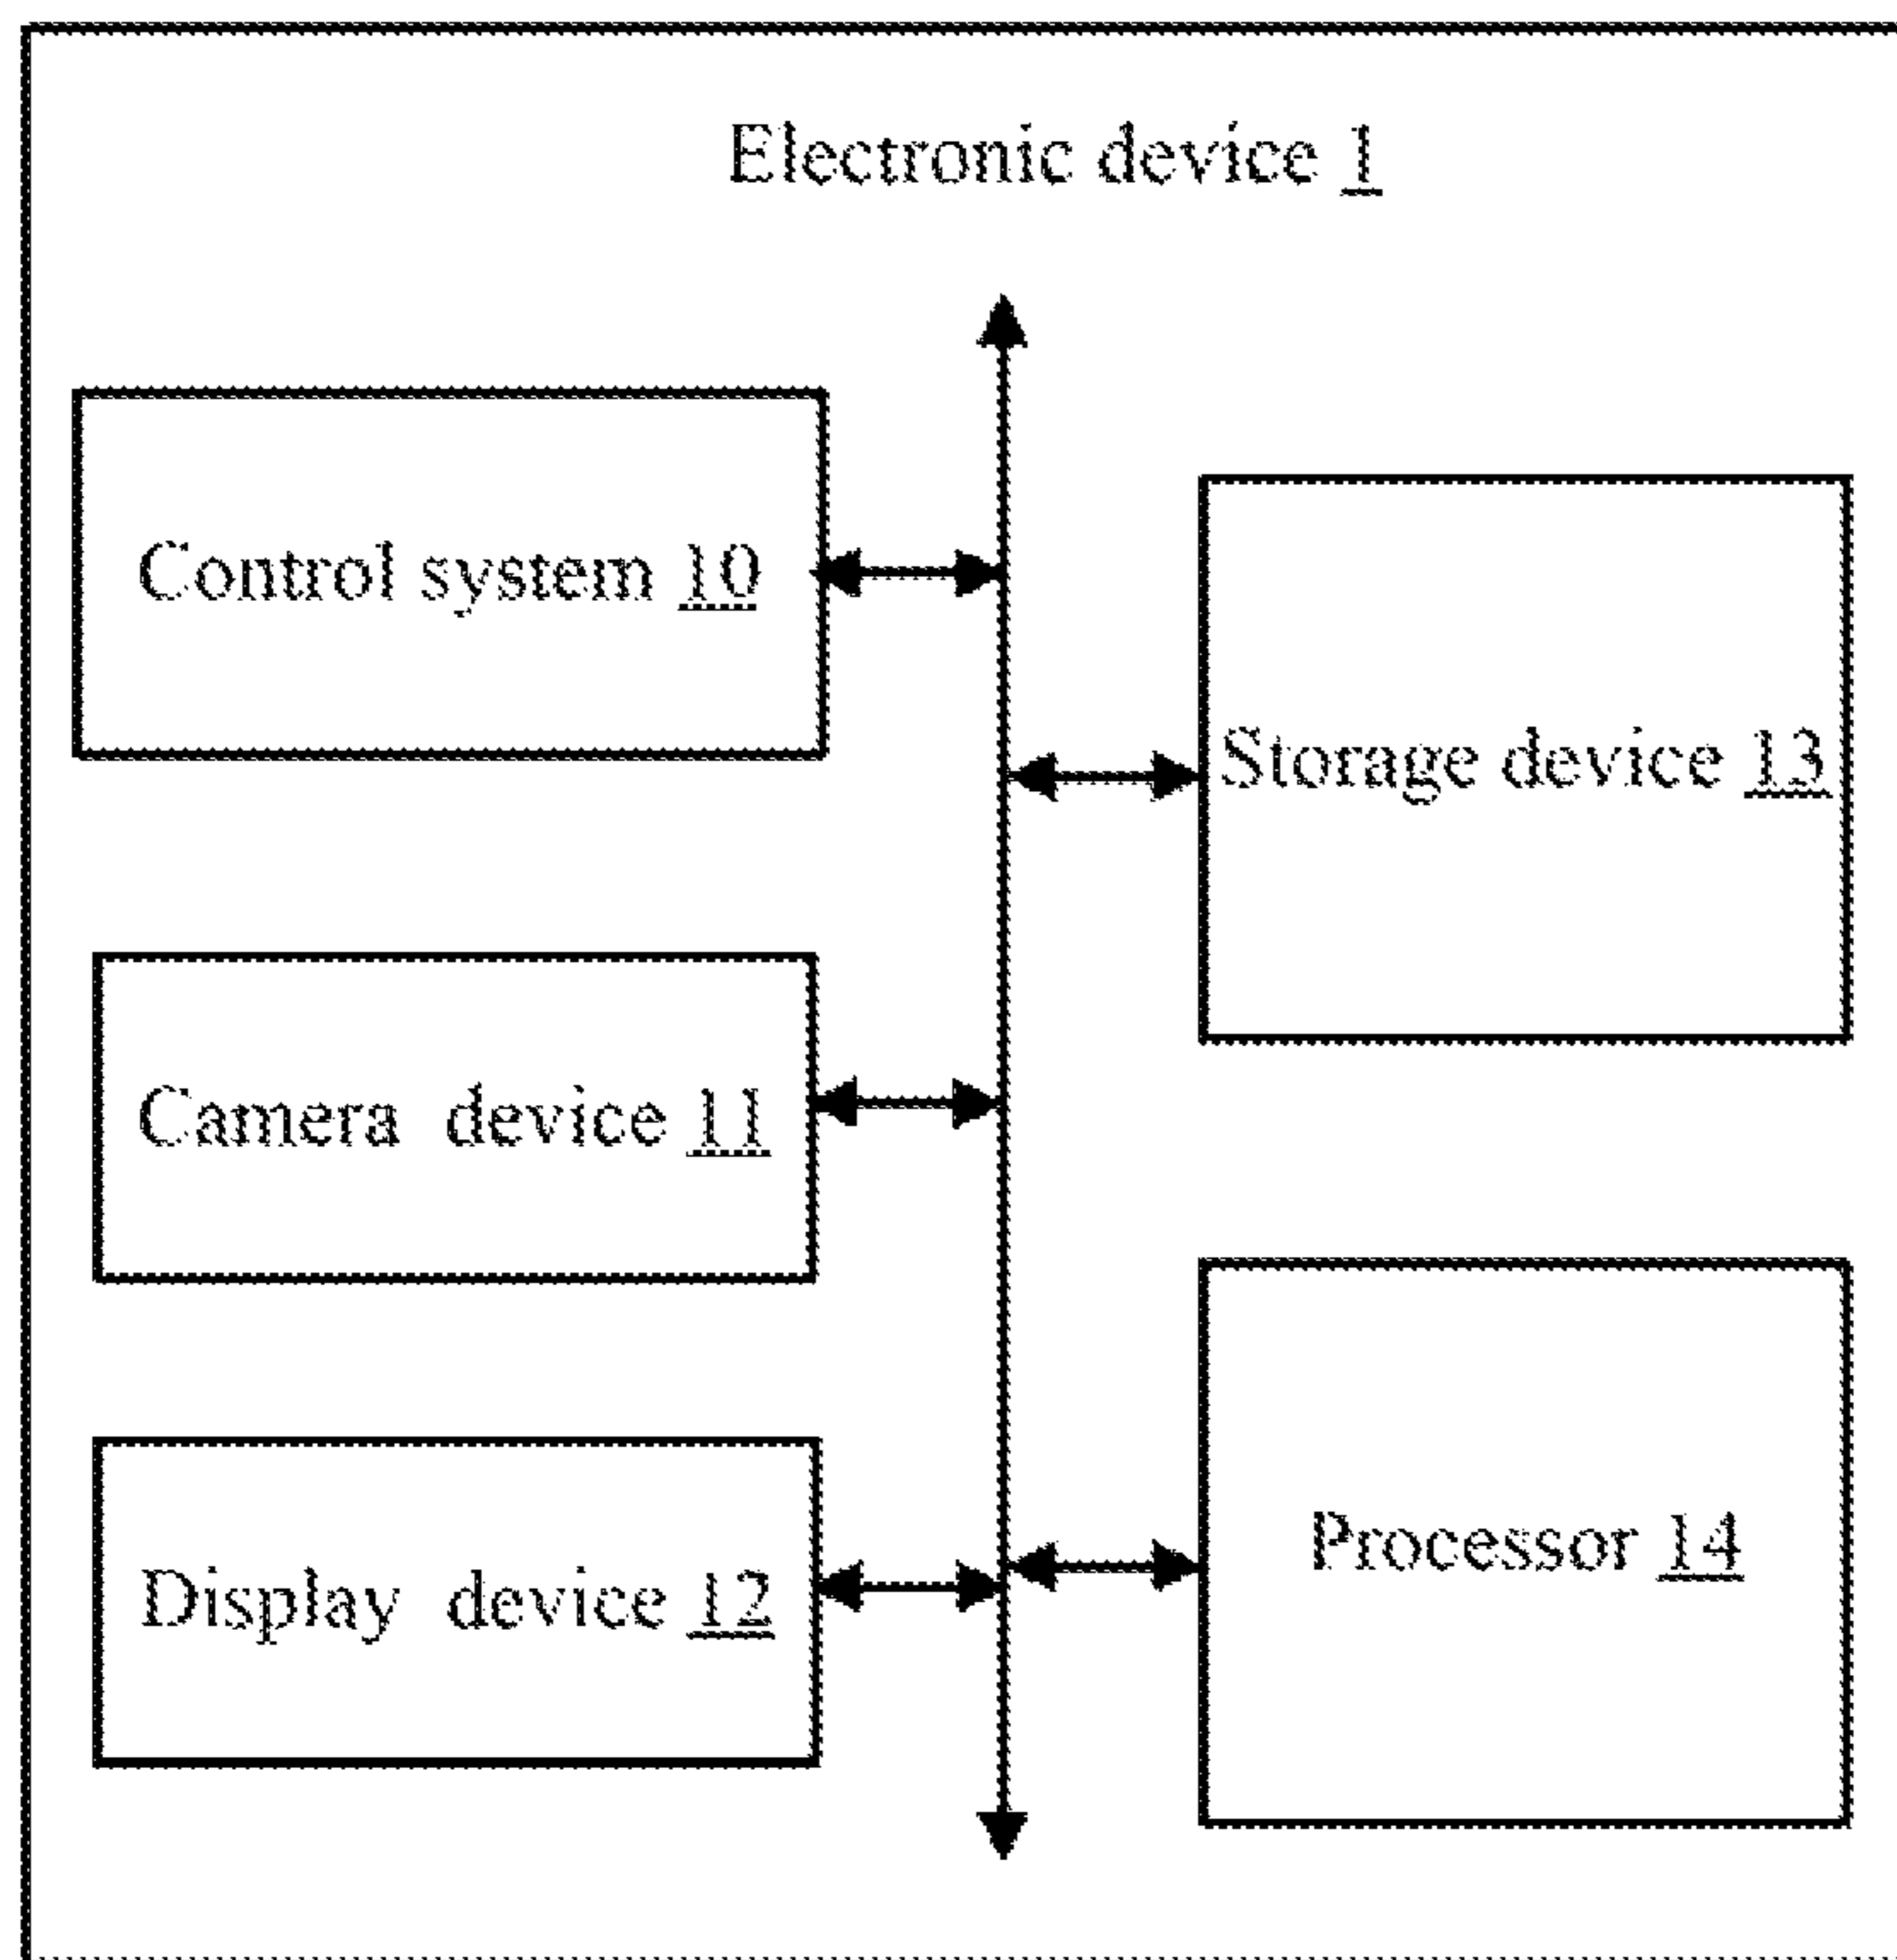 Electronic device 1
Control system 10
Storage device 13
Camera device 11
Processor 14
Display device 12